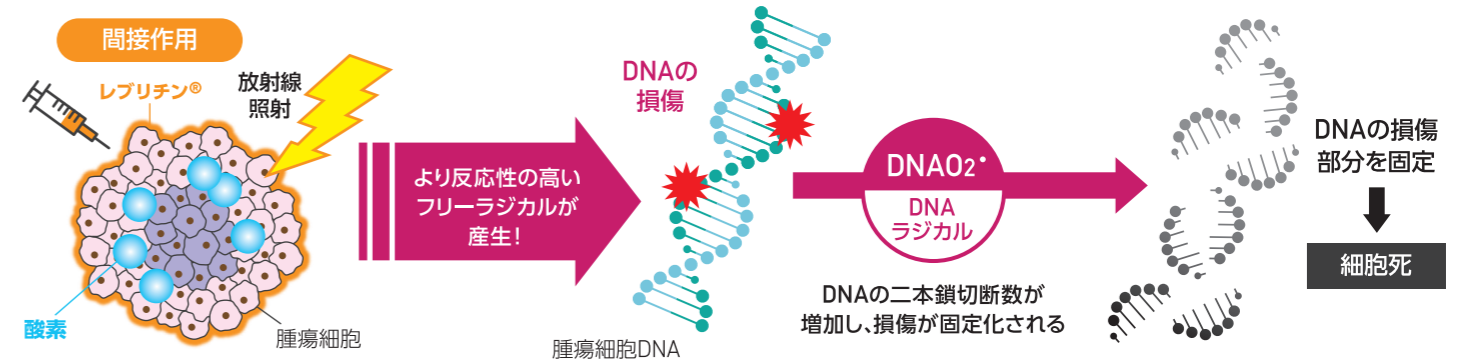 間接作用
レブリチン®
放射線
照射
酸素
腫瘍細胞
より反応性の高い
フリーラジカルが
産生!
DNAの
損傷
腫瘍細胞DNA
DNAO₂•
DNA
ラジカル
DNAの二本鎖切断数が
増加し、損傷が固定化される
DNAの損傷
部分を固定
細胞死